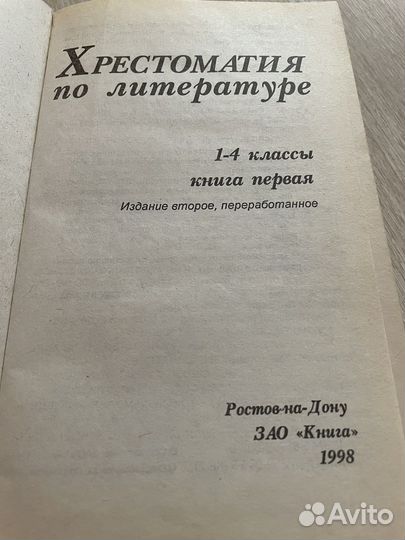 Хрестоматия
по литературе
1-4 классы
книга первая
Издание второе, переработанное
Ростов-на-Дону
ЗАО «Книга»
1998
Avito